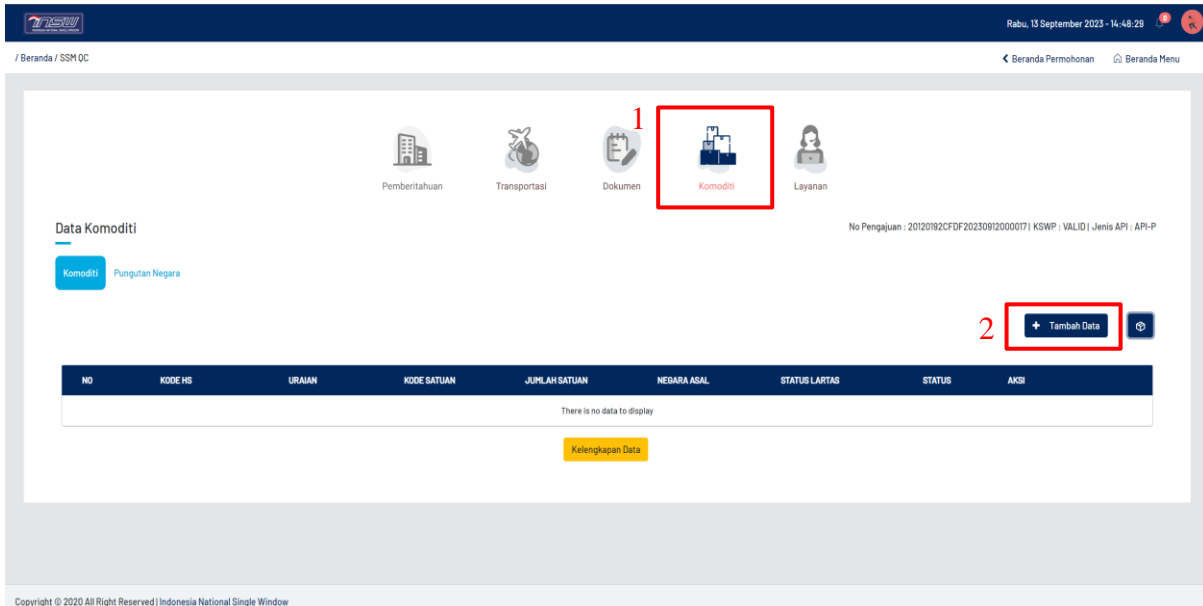 INSW
Rabu, 13 September 2023 - 14:48:29
0
/ Beranda / SSM QC
Beranda Permohonan
Beranda Menu
1
Pemberitahuan
Transportasi
Dokumen
Komoditi
Layanan
Data Komoditi
No Pengajuan : 20120192CFDF20230912000017 | KSWP : VALID | Jenis API : API-P
Komoditi
Pungutan Negara
2
+ Tambah Data
NO KODE HS URAIAN KODE SATUAN JUMLAH SATUAN NEGARA ASAL STATUS LARTAS STATUS AKSI
There is no data to display
Kelengkapan Data
Copyright © 2020 All Right Reserved | Indonesia National Single Window